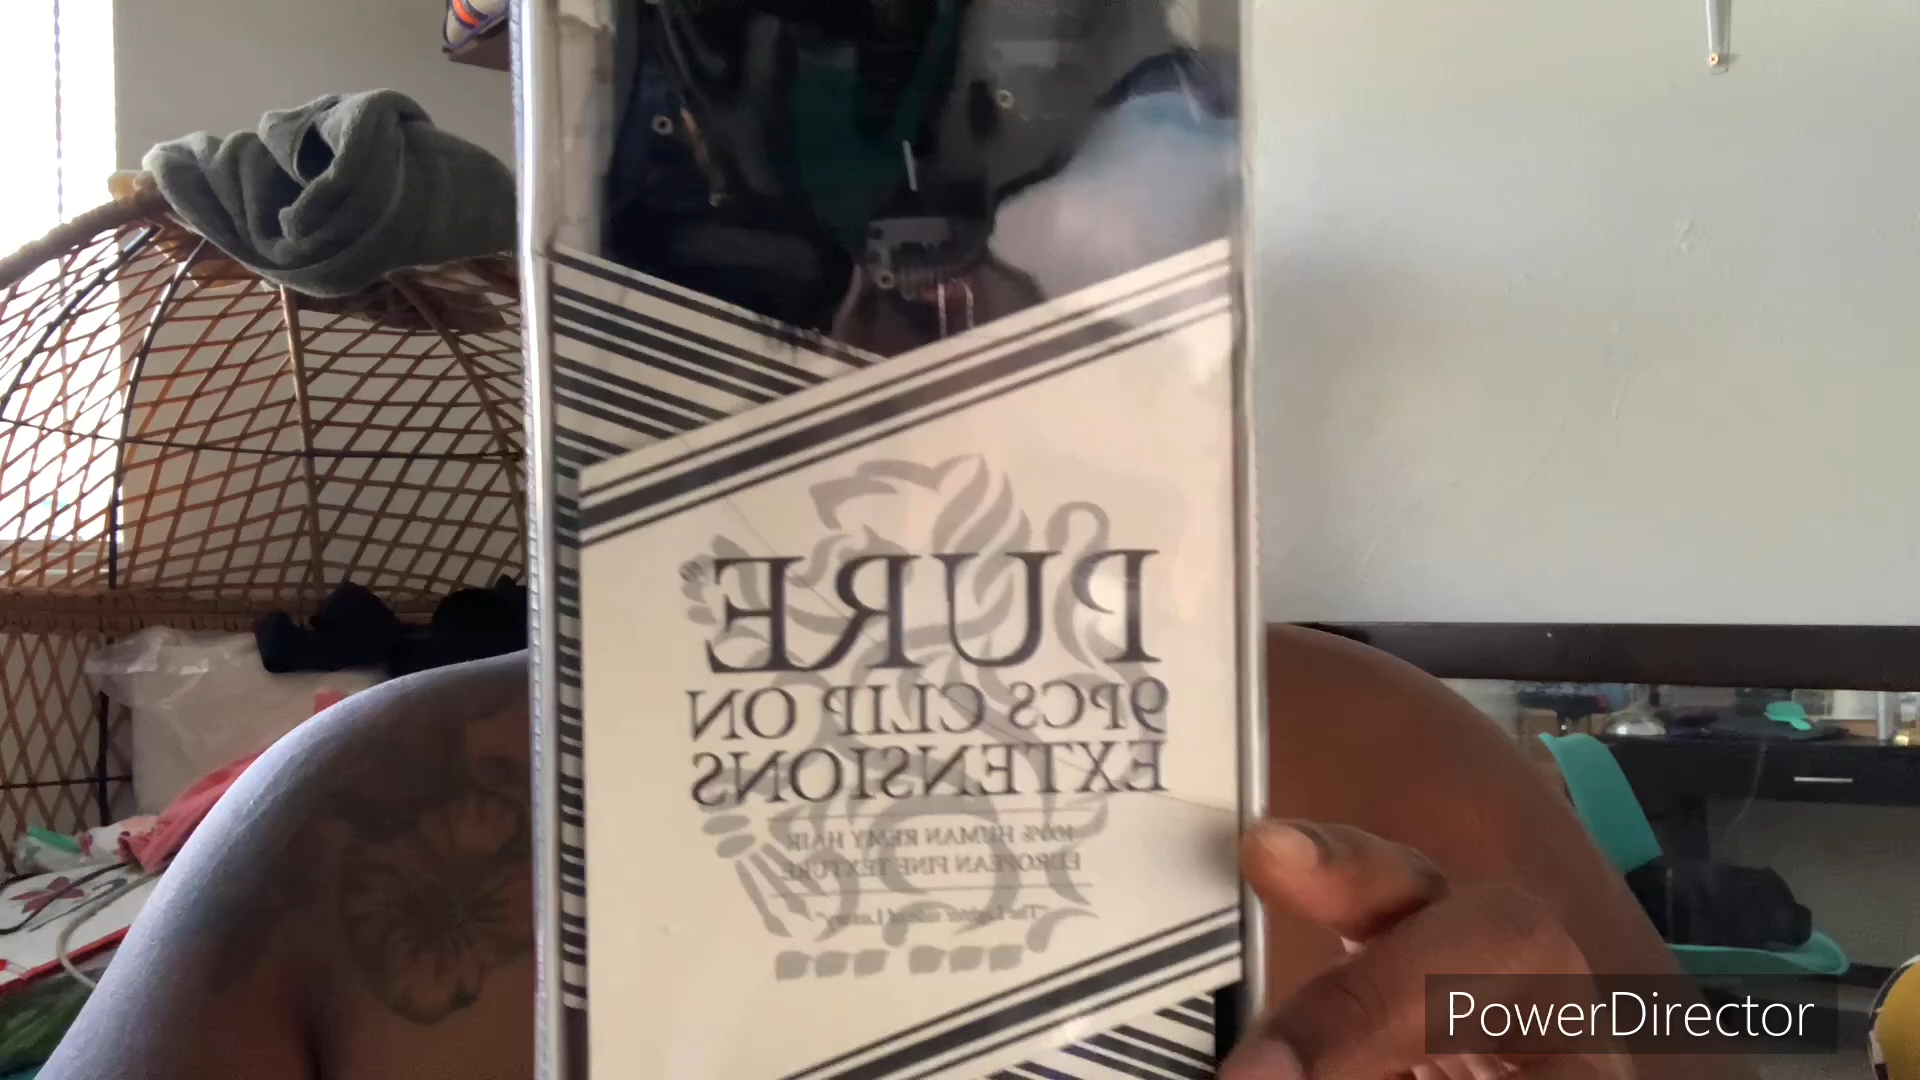 PURE®
9PCS CLIP ON
EXTENSIONS
100% HUMAN REMY HAIR
EUROPEAN FINE TEXTURE
PowerDirector